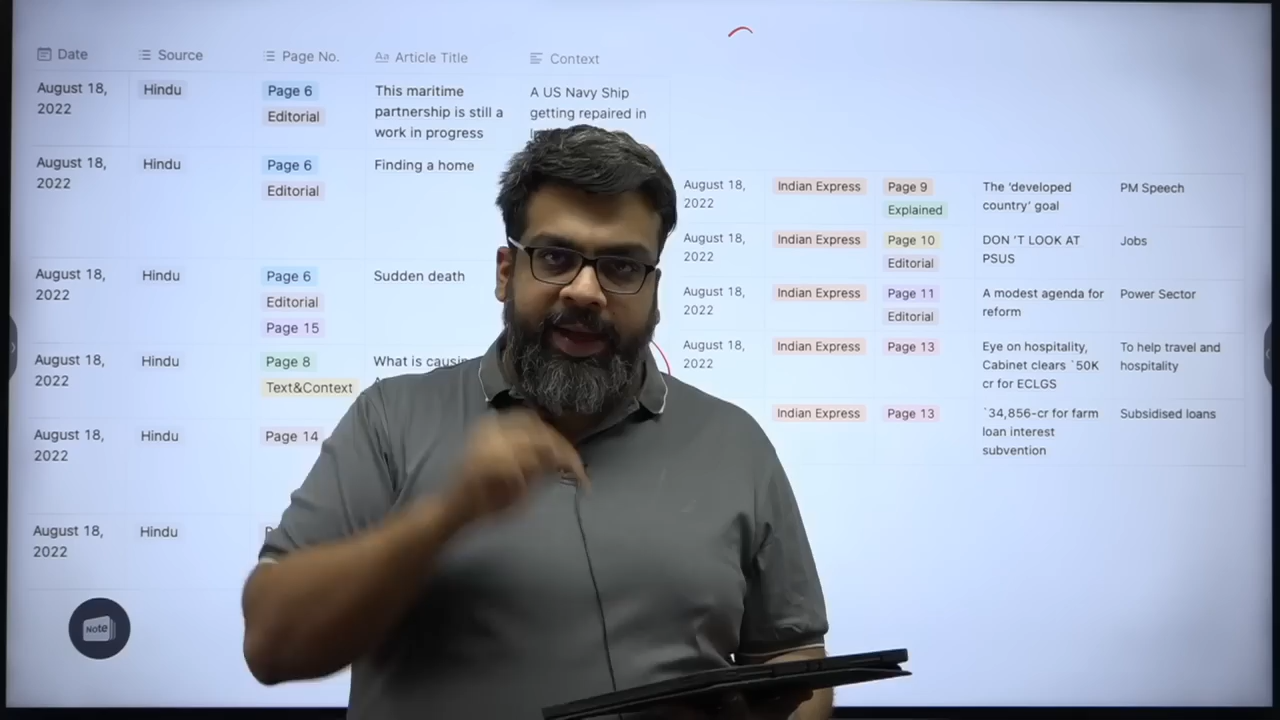 Date Source Page No. Aa Article Title Context
August 18, Hindu Page 6 This maritime A US Navy Ship
2022 Editorial partnership is still a getting repaired in
work in progress
August 18, Hindu Page 6 Finding a home
2022 Editorial
August 18, Hindu Page 6 Sudden death
2022 Editorial
Page 15
August 18, Hindu Page 8 What is causing
2022 Text&Context
August 18, Hindu Page 14
2022
August 18, Hindu
2022
Note
August 18, Indian Express Page 9 The ‘developed PM Speech
2022 Explained country’ goal
August 18, Indian Express Page 10 DON ’T LOOK AT Jobs
2022 Editorial PSUS
August 18, Indian Express Page 11 A modest agenda for Power Sector
2022 Editorial reform
August 18, Indian Express Page 13 Eye on hospitality, To help travel and
2022 Cabinet clears `50K hospitality
cr for ECLGS
Indian Express Page 13 `34,856-cr for farm Subsidised loans
loan interest
subvention